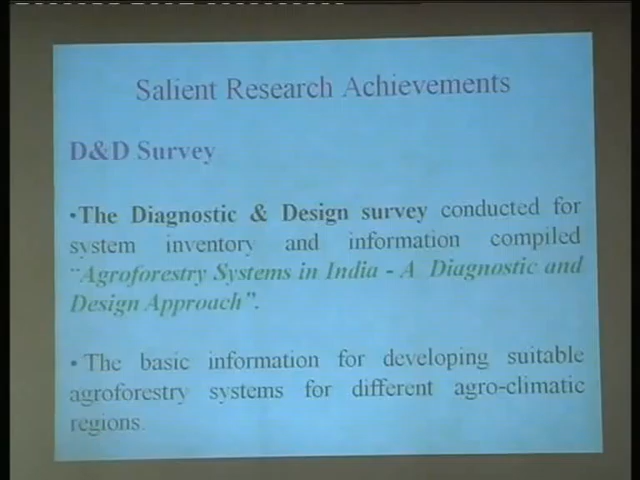 Salient Research Achievements
D&D Survey
•The Diagnostic & Design survey conducted for
system inventory and information compiled
"Agroforestry Systems in India - A Diagnostic and
Design Approach".
• The basic information for developing suitable
agroforestry systems for different agro-climatic
regions.